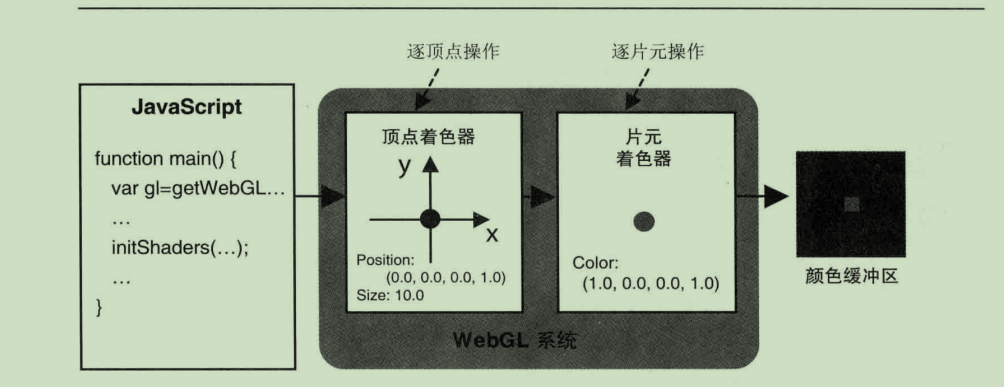 逐顶点操作
逐片元操作
JavaScript
function main() {
var gl=getWebGL...
...
initShaders(...);
...
}
顶点着色器
y
x
Position:
(0.0, 0.0, 0.0, 1.0)
Size: 10.0
片元
着色器
Color:
(1.0, 0.0, 0.0, 1.0)
WebGL 系统
颜色缓冲区